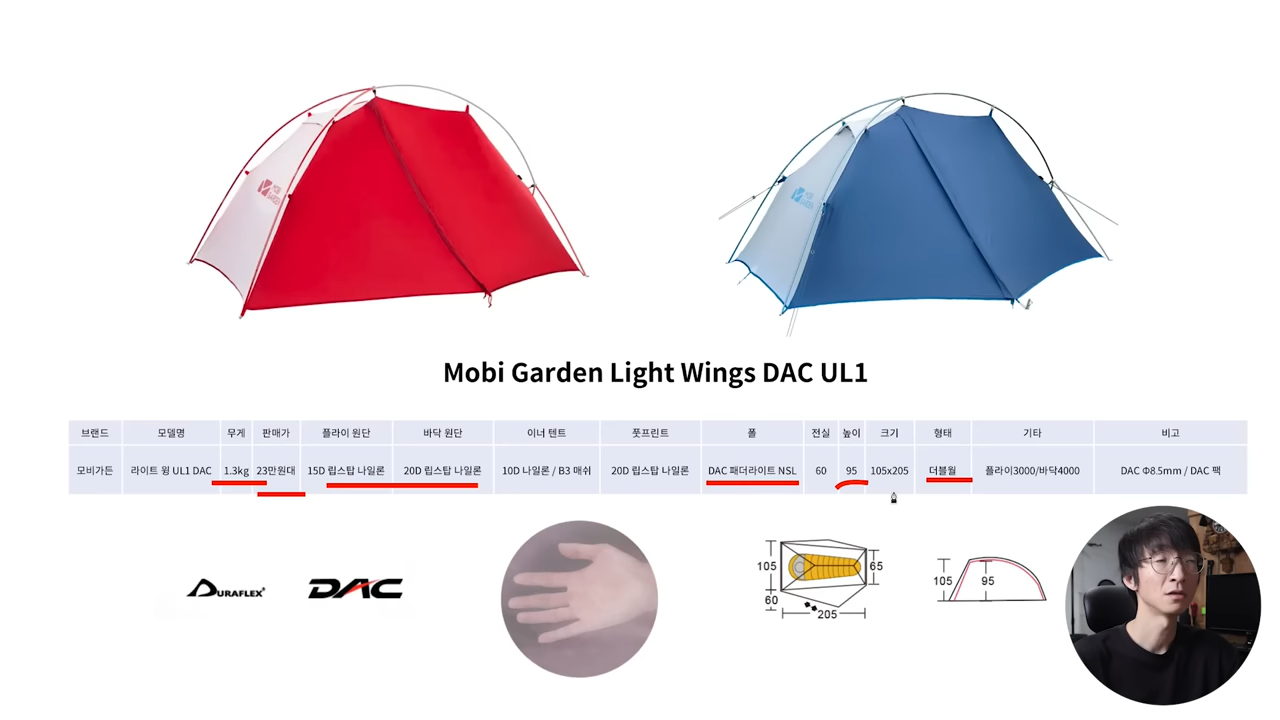 MOBI
GARDEN
MOBI
GARDEN
Mobi Garden Light Wings DAC UL1
브랜드 모델명 무게 판매가 플라이 원단 바닥 원단 이너 텐트 풋프린트 폴 전실 높이 크기 형태 기타 비고
모비가든 라이트 윙 UL1 DAC 1.3kg 23만원대 15D 립스탑 나일론 20D 립스탑 나일론 10D 나일론 / B3 매쉬 20D 립스탑 나일론 DAC 패더라이트 NSL 60 95 105x205 더블월 플라이3000/바닥4000 DAC Φ8.5mm / DAC 팩
DURAFLEX®
DAC
105
65
60
205
105
95